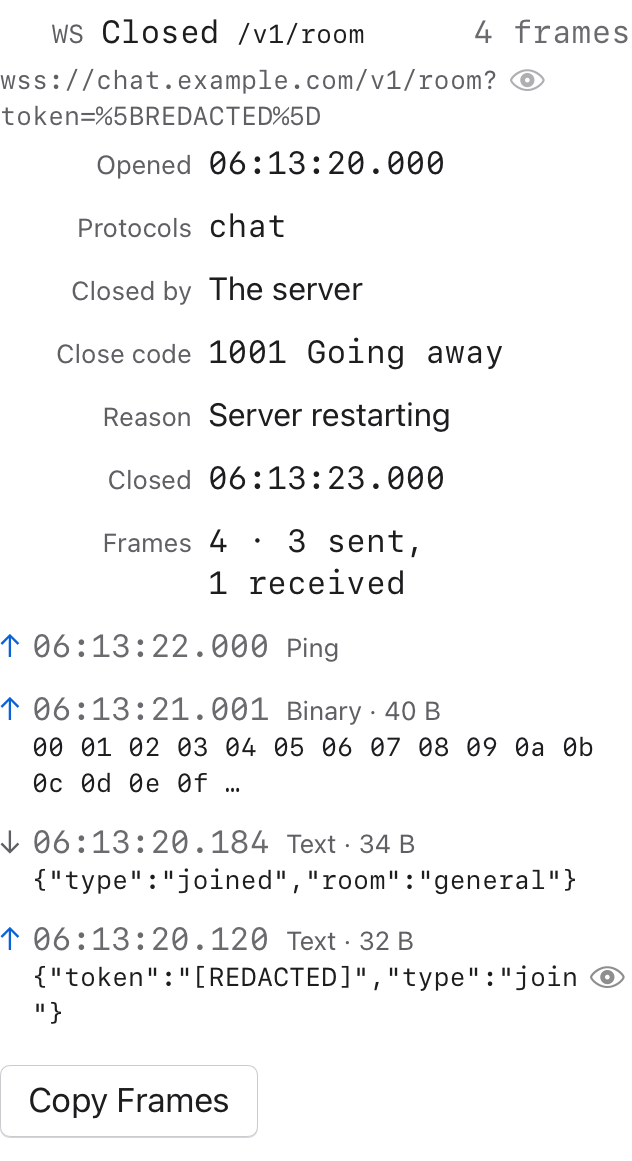 WS Closed /v1/room 4 frames
wss://chat.example.com/v1/room?
token=%5BREDACTED%5D
Opened 06:13:20.000
Protocols chat
Closed by The server
Close code 1001 Going away
Reason Server restarting
Closed 06:13:23.000
Frames 4 · 3 sent,
1 received
↑ 06:13:22.000 Ping
↑ 06:13:21.001 Binary · 40 B
00 01 02 03 04 05 06 07 08 09 0a 0b
0c 0d 0e 0f …
↓ 06:13:20.184 Text · 34 B
{"type":"joined","room":"general"}
↑ 06:13:20.120 Text · 32 B
{"token":"[REDACTED]","type":"join
"}
Copy Frames